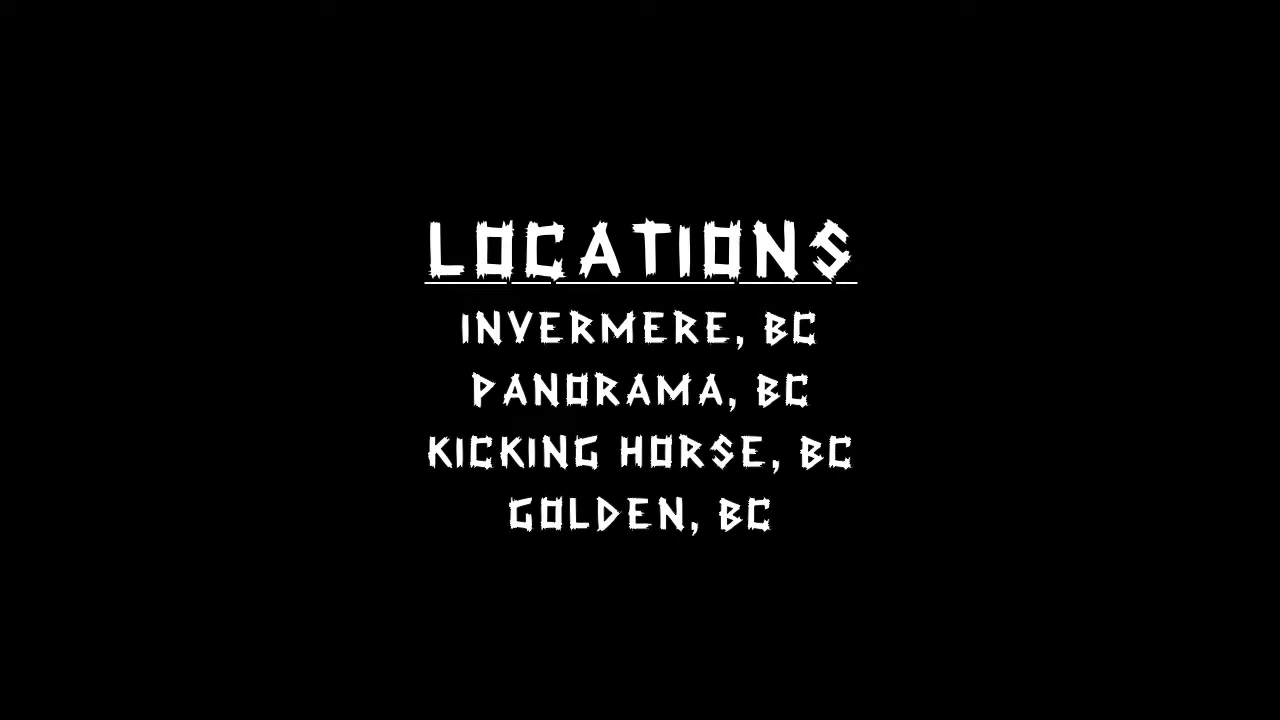 LOCATIONS
INVERMERE, BC
PANORAMA, BC
KICKING HORSE, BC
GOLDEN, BC